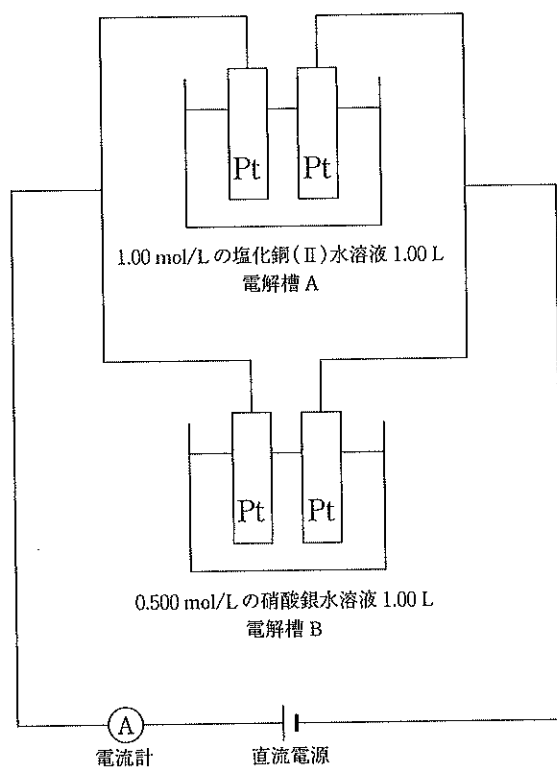 Pt Pt
1.00 mol/Lの塩化銅(Ⅱ)水溶液 1.00 L
電解槽 A
Pt Pt
0.500 mol/Lの硝酸銀水溶液 1.00 L
電解槽 B
A
電流計 直流電源